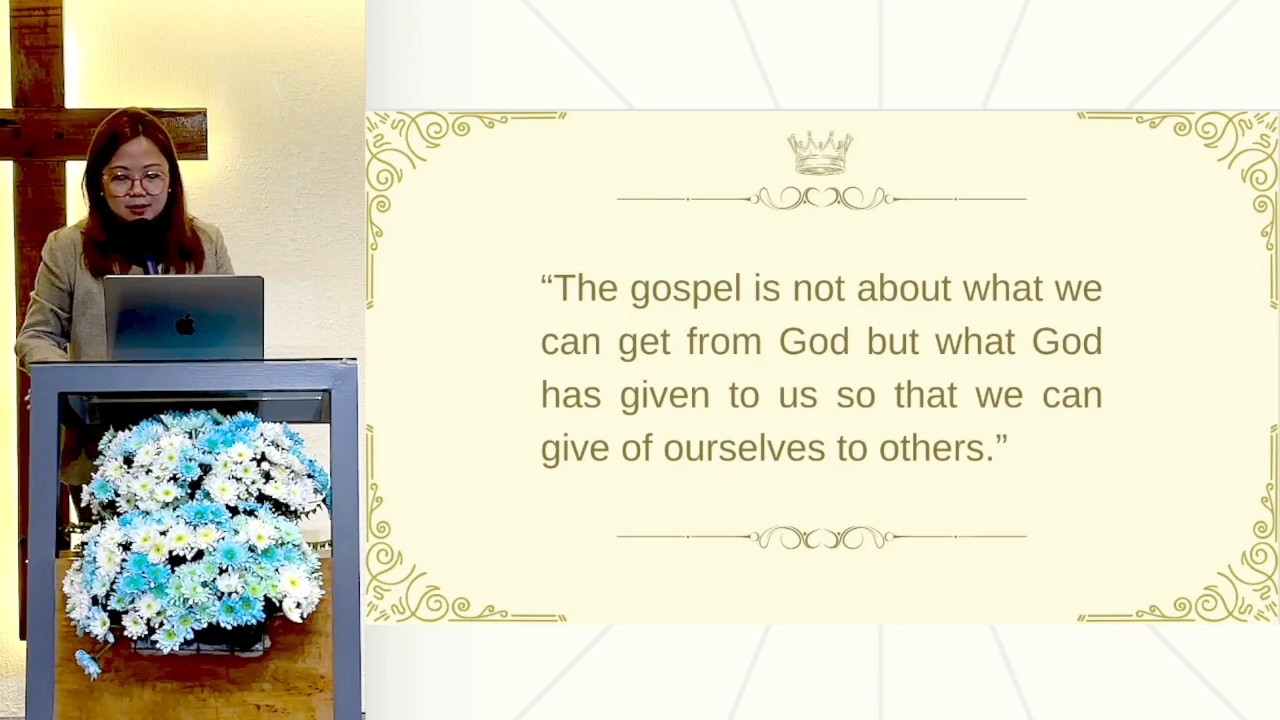 “The gospel is not about what we
can get from God but what God
has given to us so that we can
give of ourselves to others.”